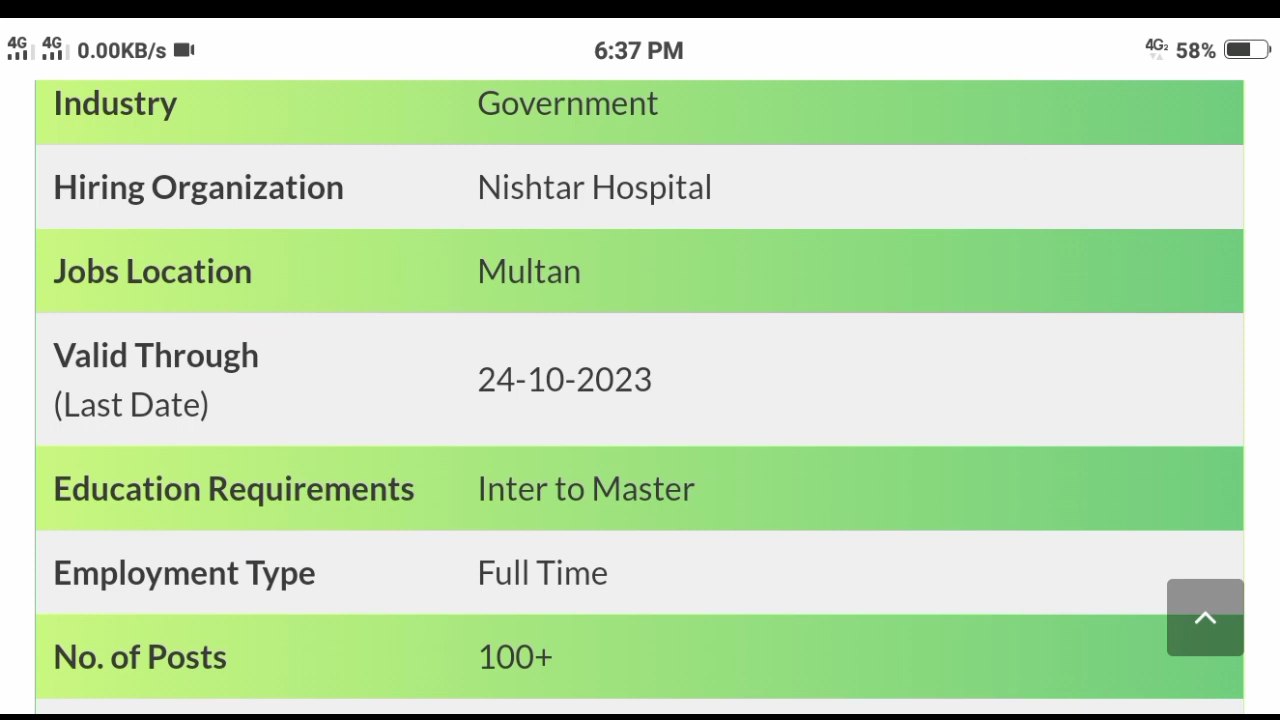 4G 4G 0.00KB/s 6:37 PM 4G2 58%
Industry Government
Hiring Organization Nishtar Hospital
Jobs Location Multan
Valid Through
(Last Date) 24-10-2023
Education Requirements Inter to Master
Employment Type Full Time
No. of Posts 100+